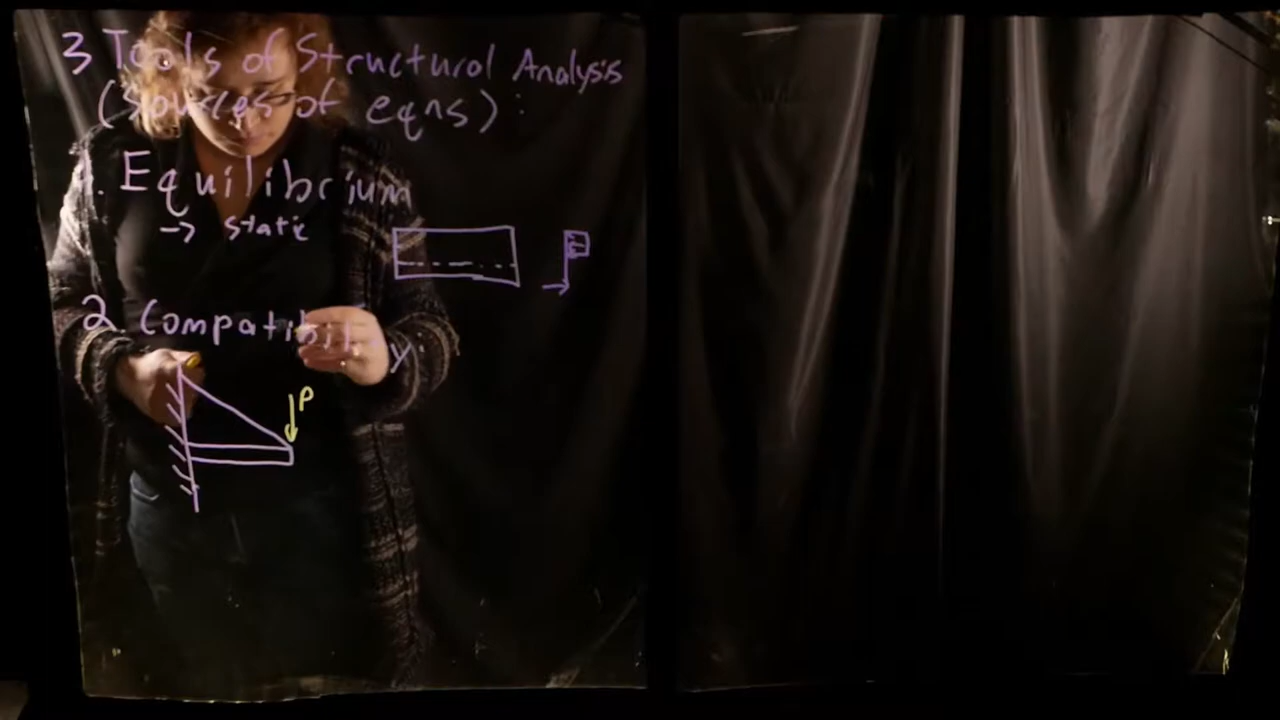 3 Tools of Structural Analysis
(Sources of eqns):
1. Equilibrium
→ static
2. Compatibility
P